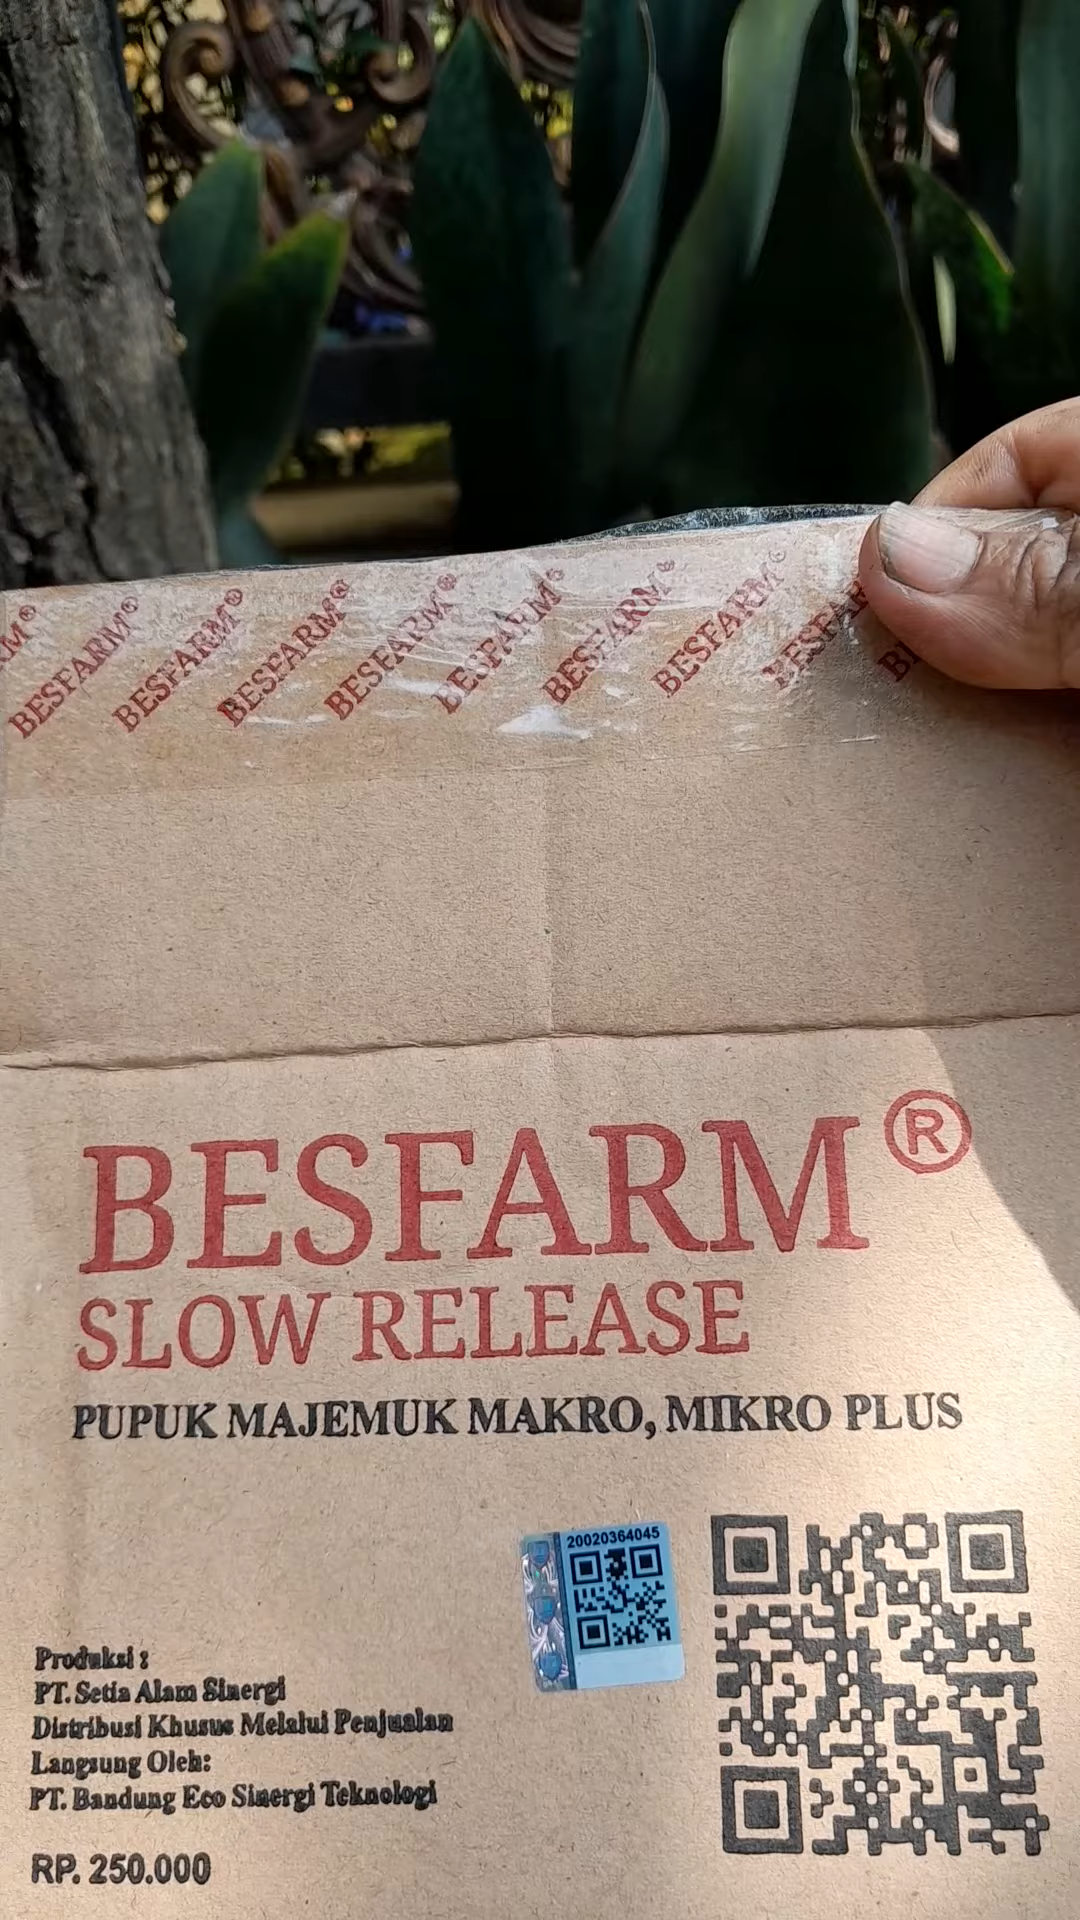 BESFARM® BESFARM® BESFARM® BESFARM® BESFARM® BESFARM® BESFARM®
BESFARM®
SLOW RELEASE
PUPUK MAJEMUK MAKRO, MIKRO PLUS
20020364045
Produksi :
PT. Setia Alam Sinergi
Distribusi Khusus Melalui Penjualan
Langsung Oleh:
PT. Bandung Eco Sinergi Teknologi
RP. 250.000